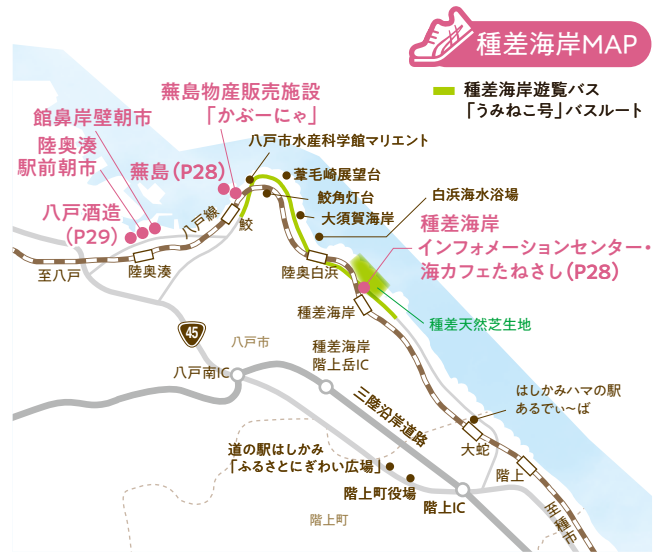 種差海岸MAP
種差海岸遊覧バス
「うみねこ号」バスルート
蕪島物産販売施設
「かぶーにゃ」
館鼻岸壁朝市
陸奥湊
駅前朝市
蕪島(P28)
八戸酒造
(P29)
八戸市水産科学館マリエント
葦毛崎展望台
鮫角灯台
大須賀海岸
白浜海水浴場
種差海岸
インフォメーションセンター・
海カフェたねさし(P28)
八戸線
鮫
至八戸
陸奥湊
陸奥白浜
種差海岸
種差天然芝生地
45
八戸市
八戸南IC
種差海岸
階上岳IC
三陸沿岸道路
はしかみハマの駅
あるでぃ〜ば
大蛇
階上
道の駅はしかみ
「ふるさとにぎわい広場」
階上町役場
階上IC
階上町
至種市